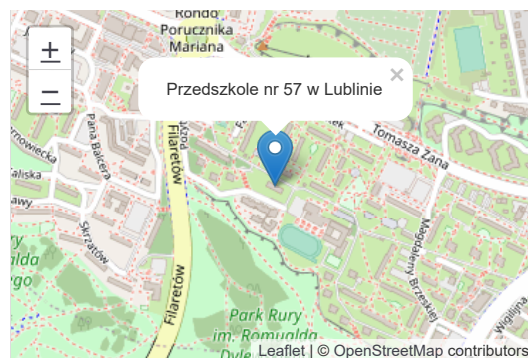 Rondo
Porucznika
Mariana
+
−
×
Przedszkole nr 57 w Lublinie
Filaretów
Tomasza Zana
Pana Balcera
Skrzatów
Magdaleny Brzeskiej
Filaretów
Park Rury
im. Romualda
Wigilijna
Leaflet | © OpenStreetMap contributors